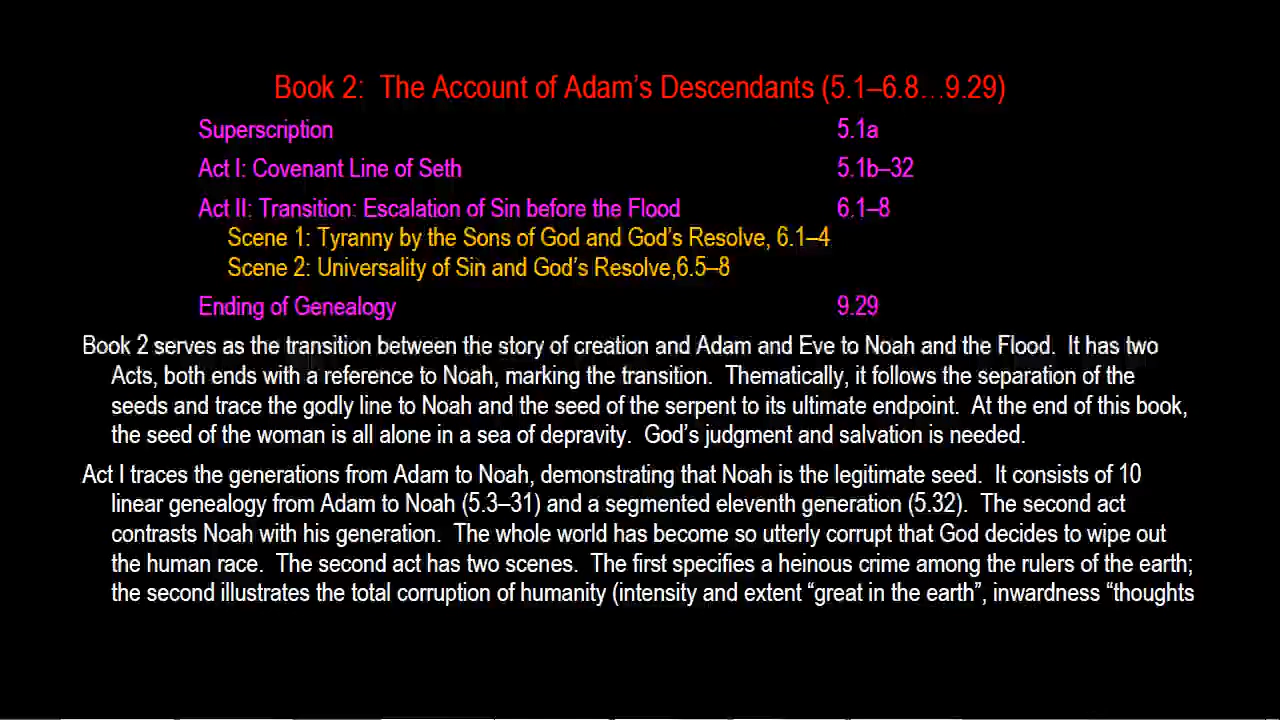 Book 2:  The Account of Adam's Descendants (5.1–6.8…9.29)
Superscription 5.1a
Act I: Covenant Line of Seth 5.1b–32
Act II: Transition: Escalation of Sin before the Flood 6.1–8
Scene 1: Tyranny by the Sons of God and God's Resolve, 6.1–4
Scene 2: Universality of Sin and God's Resolve,6.5–8
Ending of Genealogy 9.29
Book 2 serves as the transition between the story of creation and Adam and Eve to Noah and the Flood.  It has two
Acts, both ends with a reference to Noah, marking the transition.  Thematically, it follows the separation of the
seeds and trace the godly line to Noah and the seed of the serpent to its ultimate endpoint.  At the end of this book,
the seed of the woman is all alone in a sea of depravity.  God's judgment and salvation is needed.
Act I traces the generations from Adam to Noah, demonstrating that Noah is the legitimate seed.  It consists of 10
linear genealogy from Adam to Noah (5.3–31) and a segmented eleventh generation (5.32).  The second act
contrasts Noah with his generation.  The whole world has become so utterly corrupt that God decides to wipe out
the human race.  The second act has two scenes.  The first specifies a heinous crime among the rulers of the earth;
the second illustrates the total corruption of humanity (intensity and extent “great in the earth”, inwardness “thoughts